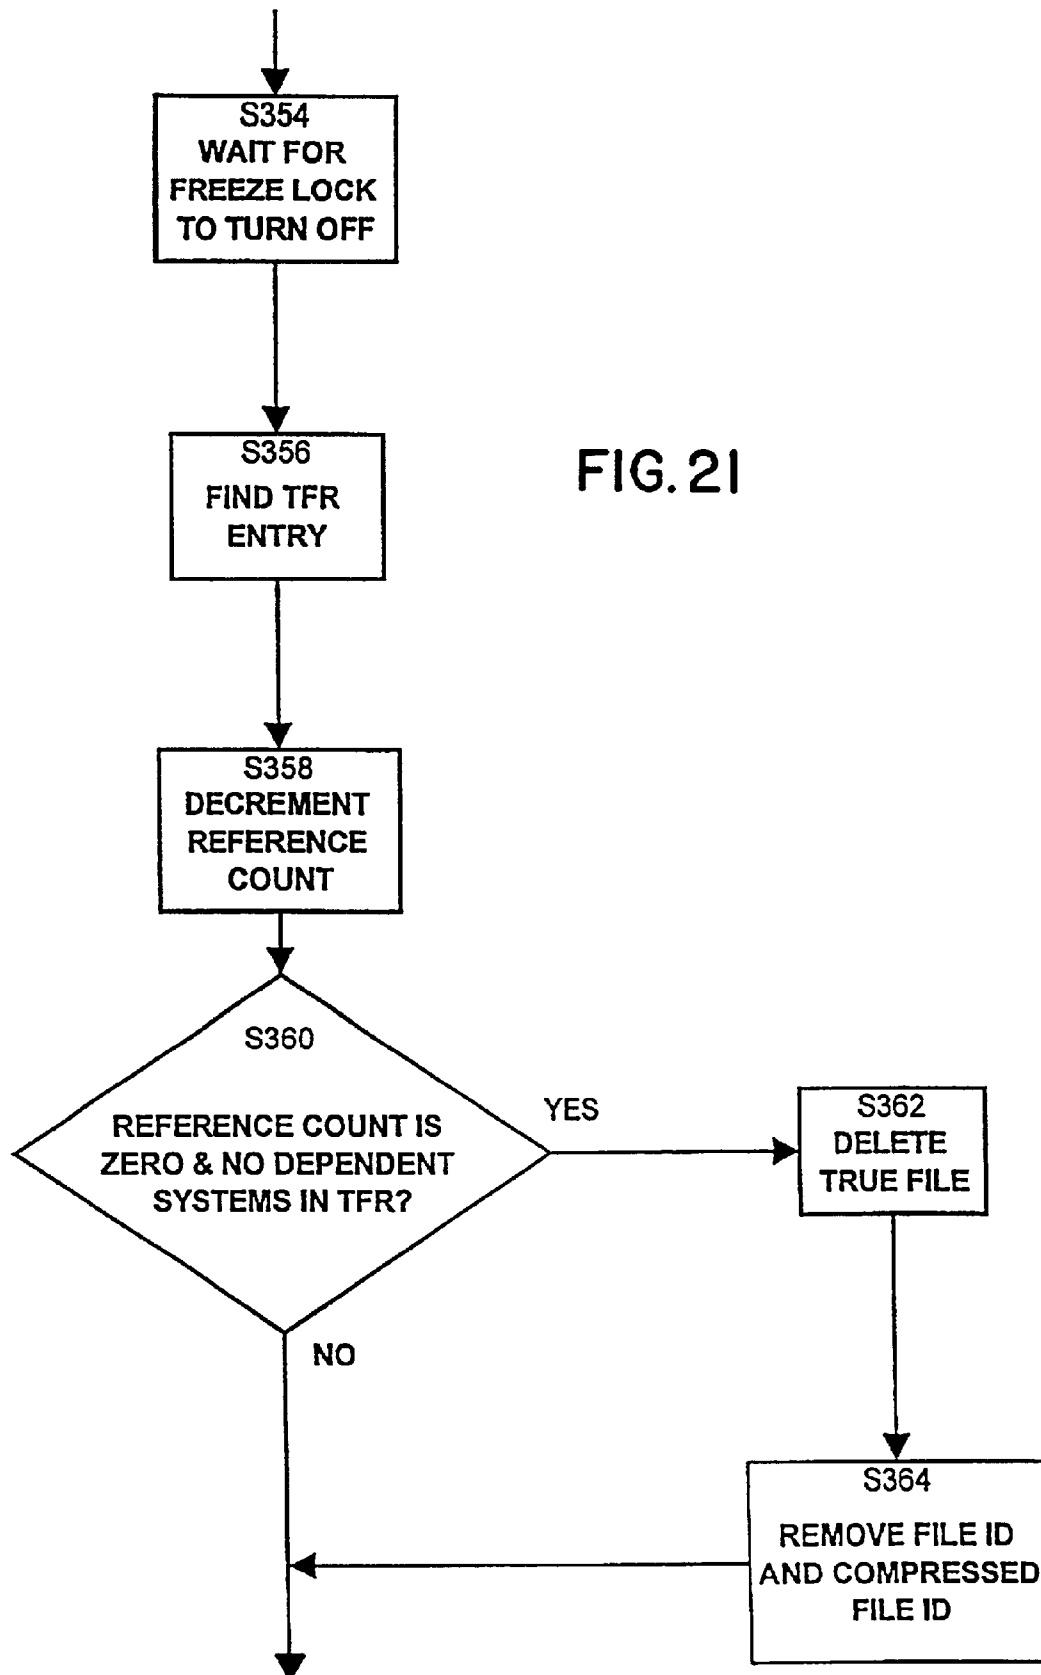 S354
WAIT FOR
FREEZE LOCK
TO TURN OFF
S356
FIND TFR
ENTRY
FIG. 21
S358
DECREMENT
REFERENCE
COUNT
S360
REFERENCE COUNT IS
ZERO & NO DEPENDENT
SYSTEMS IN TFR?
YES
NO
S362
DELETE
TRUE FILE
S364
REMOVE FILE ID
AND COMPRESSED
FILE ID